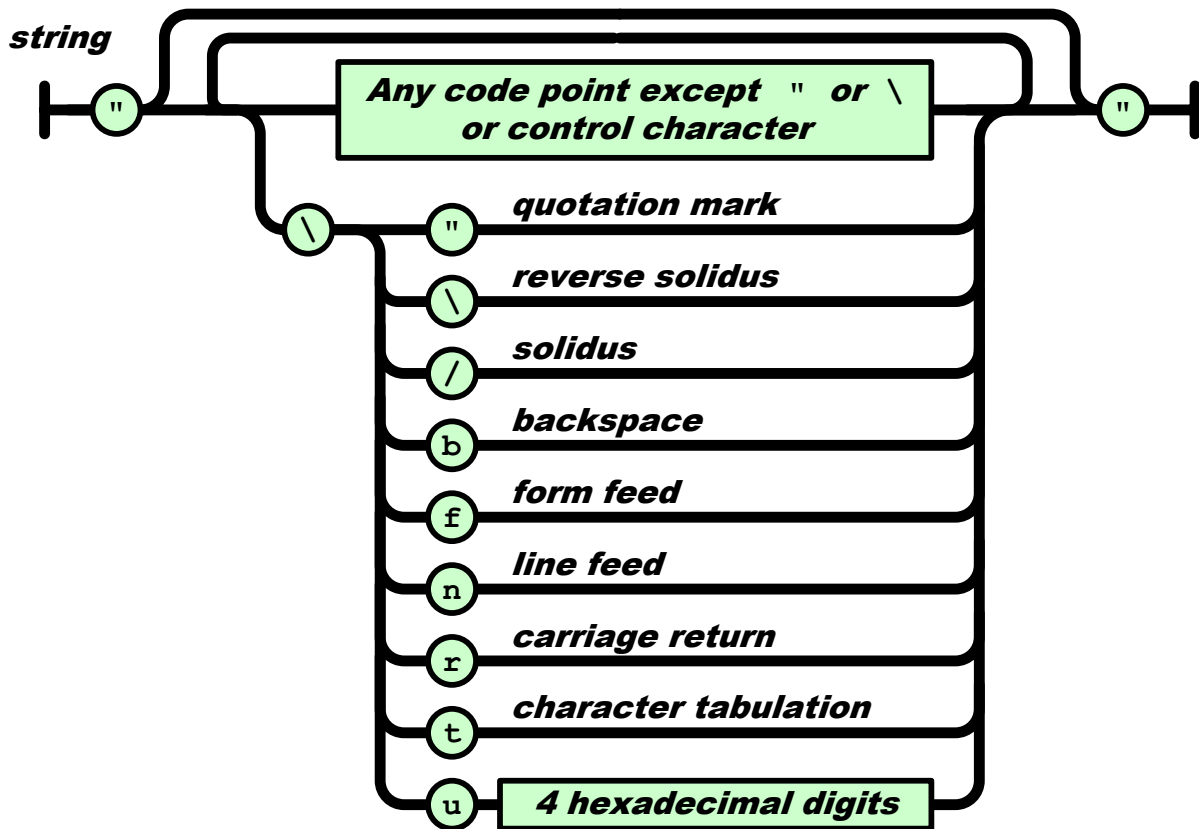 string
" Any code point except " or \ "
or control character
\ " quotation mark
\ reverse solidus
/ solidus
b backspace
f form feed
n line feed
r carriage return
t character tabulation
u 4 hexadecimal digits